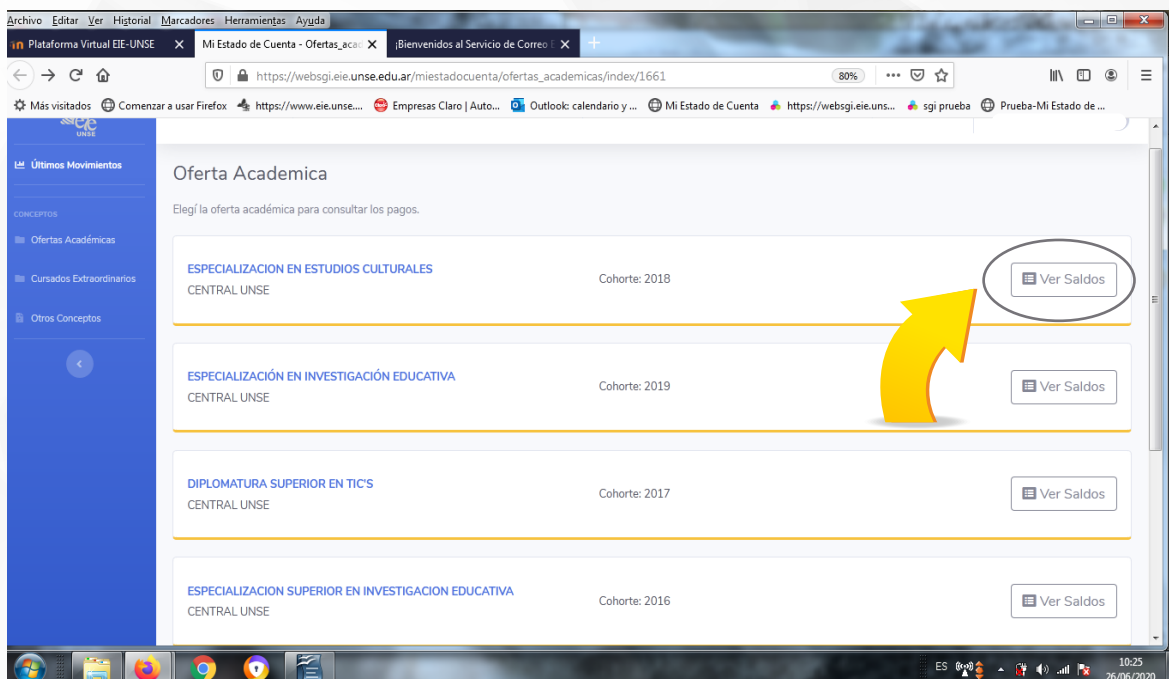 Archivo Editar Ver Historial Marcadores Herramientas Ayuda
Plataforma Virtual EIE-UNSE
Mi Estado de Cuenta - Ofertas_acad
¡Bienvenidos al Servicio de Correo E
https://websgi.eie.unse.edu.ar/miestadocuenta/ofertas_academicas/index/1661
80%
Más visitados
Comenzar a usar Firefox
https://www.eie.unse....
Empresas Claro | Auto...
Outlook: calendario y ...
Mi Estado de Cuenta
https://websgi.eie.uns...
sgi prueba
Prueba-Mi Estado de ...
eie
UNSE
Últimos Movimientos
CONCEPTOS
Ofertas Académicas
Cursados Extraordinarios
Otros Conceptos
Oferta Academica
Elegí la oferta académica para consultar los pagos.
ESPECIALIZACION EN ESTUDIOS CULTURALES
CENTRAL UNSE
Cohorte: 2018
Ver Saldos
ESPECIALIZACIÓN EN INVESTIGACIÓN EDUCATIVA
CENTRAL UNSE
Cohorte: 2019
Ver Saldos
DIPLOMATURA SUPERIOR EN TIC'S
CENTRAL UNSE
Cohorte: 2017
Ver Saldos
ESPECIALIZACION SUPERIOR EN INVESTIGACION EDUCATIVA
CENTRAL UNSE
Cohorte: 2016
Ver Saldos
ES
10:25
26/06/2020